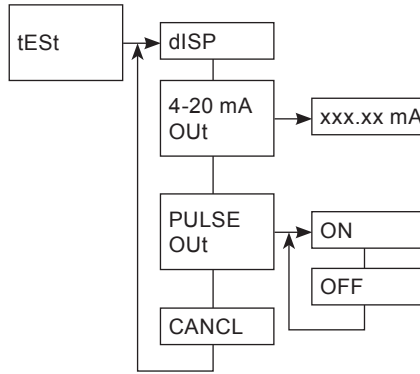 tESt
dISP
4-20 mA
OUt
xxx.xx mA
PULSE
OUt
ON
OFF
CANCL